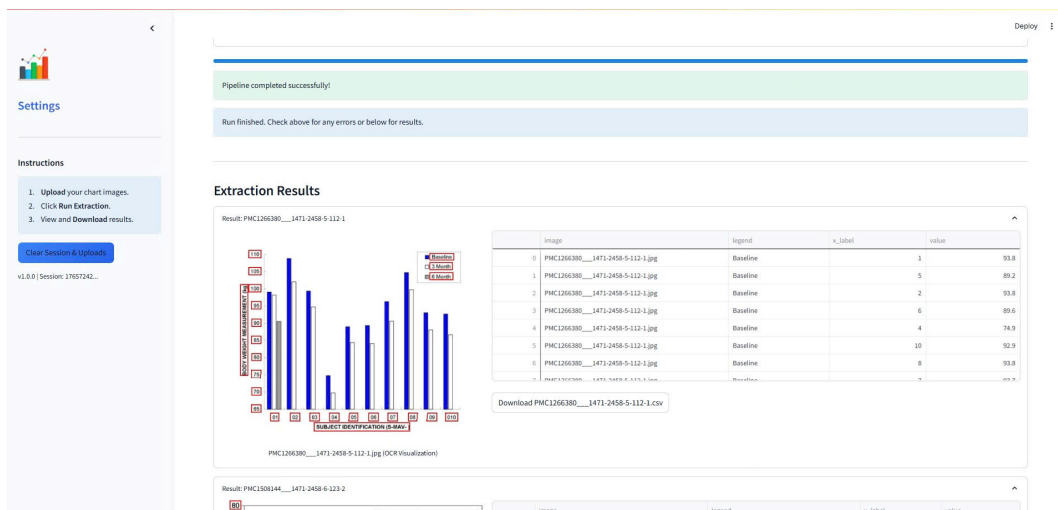 Deploy
Settings
Instructions
1. Upload your chart images.
2. Click Run Extraction.
3. View and Download results.
Clear Session & Uploads
v1.0.0 | Session: 17657242...
Pipeline completed successfully!
Run finished. Check above for any errors or below for results.
Extraction Results
Result: PMC1266380___1471-2458-5-112-1
110
105
100
95
90
85
80
75
70
65
BODY WEIGHT MEASUREMENT (kg)
Baseline
3 Month
6 Month
01 02 03 04 05 06 07 08 09 010
SUBJECT IDENTIFICATION (S-MAV- )
PMC1266380___1471-2458-5-112-1.jpg (OCR Visualization)
image legend x_label value
0 PMC1266380___1471-2458-5-112-1.jpg Baseline 1 93.8
1 PMC1266380___1471-2458-5-112-1.jpg Baseline 5 89.2
2 PMC1266380___1471-2458-5-112-1.jpg Baseline 2 93.8
3 PMC1266380___1471-2458-5-112-1.jpg Baseline 6 89.6
4 PMC1266380___1471-2458-5-112-1.jpg Baseline 4 74.9
5 PMC1266380___1471-2458-5-112-1.jpg Baseline 10 92.9
6 PMC1266380___1471-2458-5-112-1.jpg Baseline 8 93.8
Download PMC1266380___1471-2458-5-112-1.csv
Result: PMC1508144___1471-2458-6-123-2
80
image legend x_label value